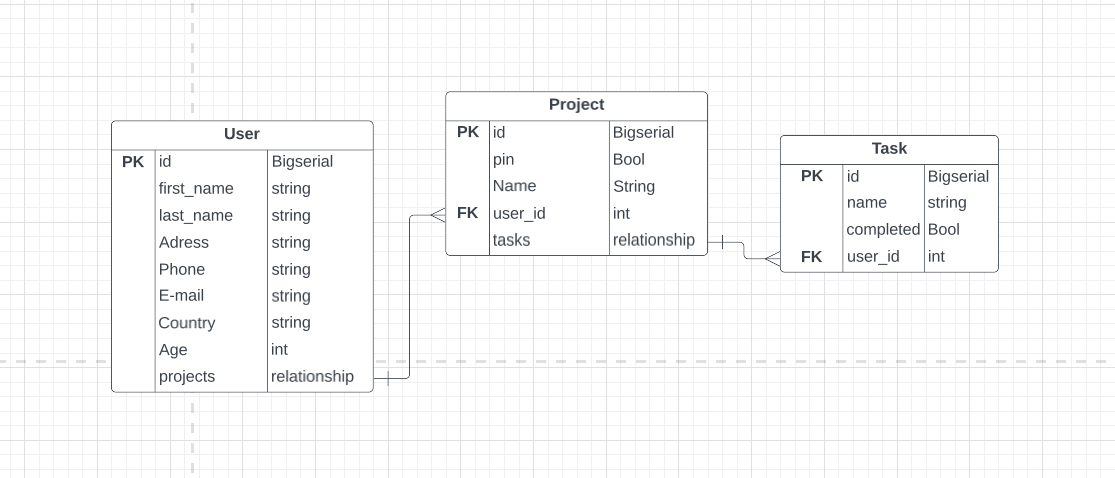 User
PK id Bigserial
first_name string
last_name string
Adress string
Phone string
E-mail string
Country string
Age int
projects relationship
Project
PK id Bigserial
pin Bool
Name String
FK user_id int
tasks relationship
Task
PK id Bigserial
name string
completed Bool
FK user_id int